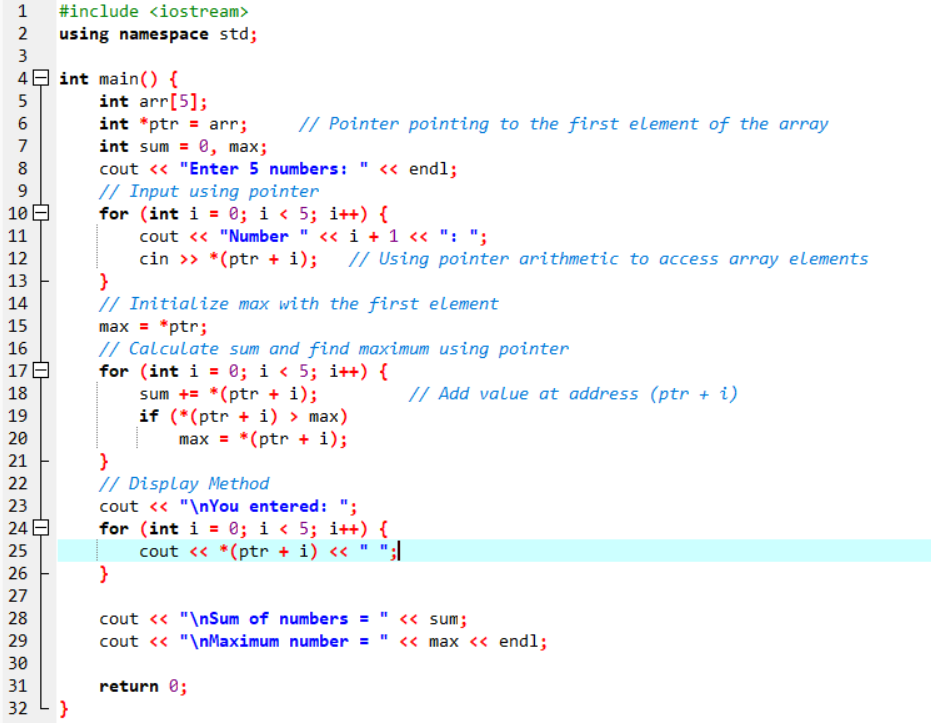 1 #include <iostream>
2 using namespace std;
3
4 int main() {
5 int arr[5];
6 int *ptr = arr; // Pointer pointing to the first element of the array
7 int sum = 0, max;
8 cout << "Enter 5 numbers: " << endl;
9 // Input using pointer
10 for (int i = 0; i < 5; i++) {
11 cout << "Number " << i + 1 << ": ";
12 cin >> *(ptr + i); // Using pointer arithmetic to access array elements
13 }
14 // Initialize max with the first element
15 max = *ptr;
16 // Calculate sum and find maximum using pointer
17 for (int i = 0; i < 5; i++) {
18 sum += *(ptr + i); // Add value at address (ptr + i)
19 if (*(ptr + i) > max)
20 max = *(ptr + i);
21 }
22 // Display Method
23 cout << "\nYou entered: ";
24 for (int i = 0; i < 5; i++) {
25 cout << *(ptr + i) << " ";
26 }
27
28 cout << "\nSum of numbers = " << sum;
29 cout << "\nMaximum number = " << max << endl;
30
31 return 0;
32 }